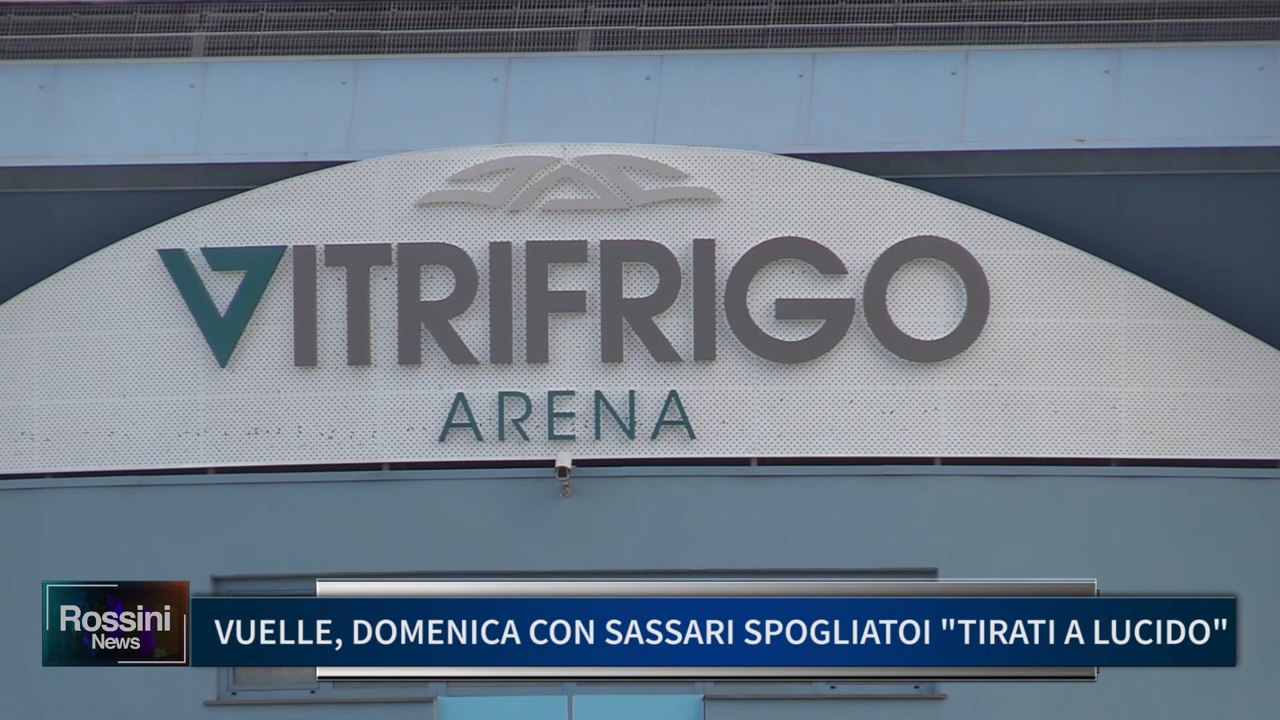 VITRIFRIGO
ARENA
Rossini
News
VUELLE, DOMENICA CON SASSARI SPOGLIATOI "TIRATI A LUCIDO"